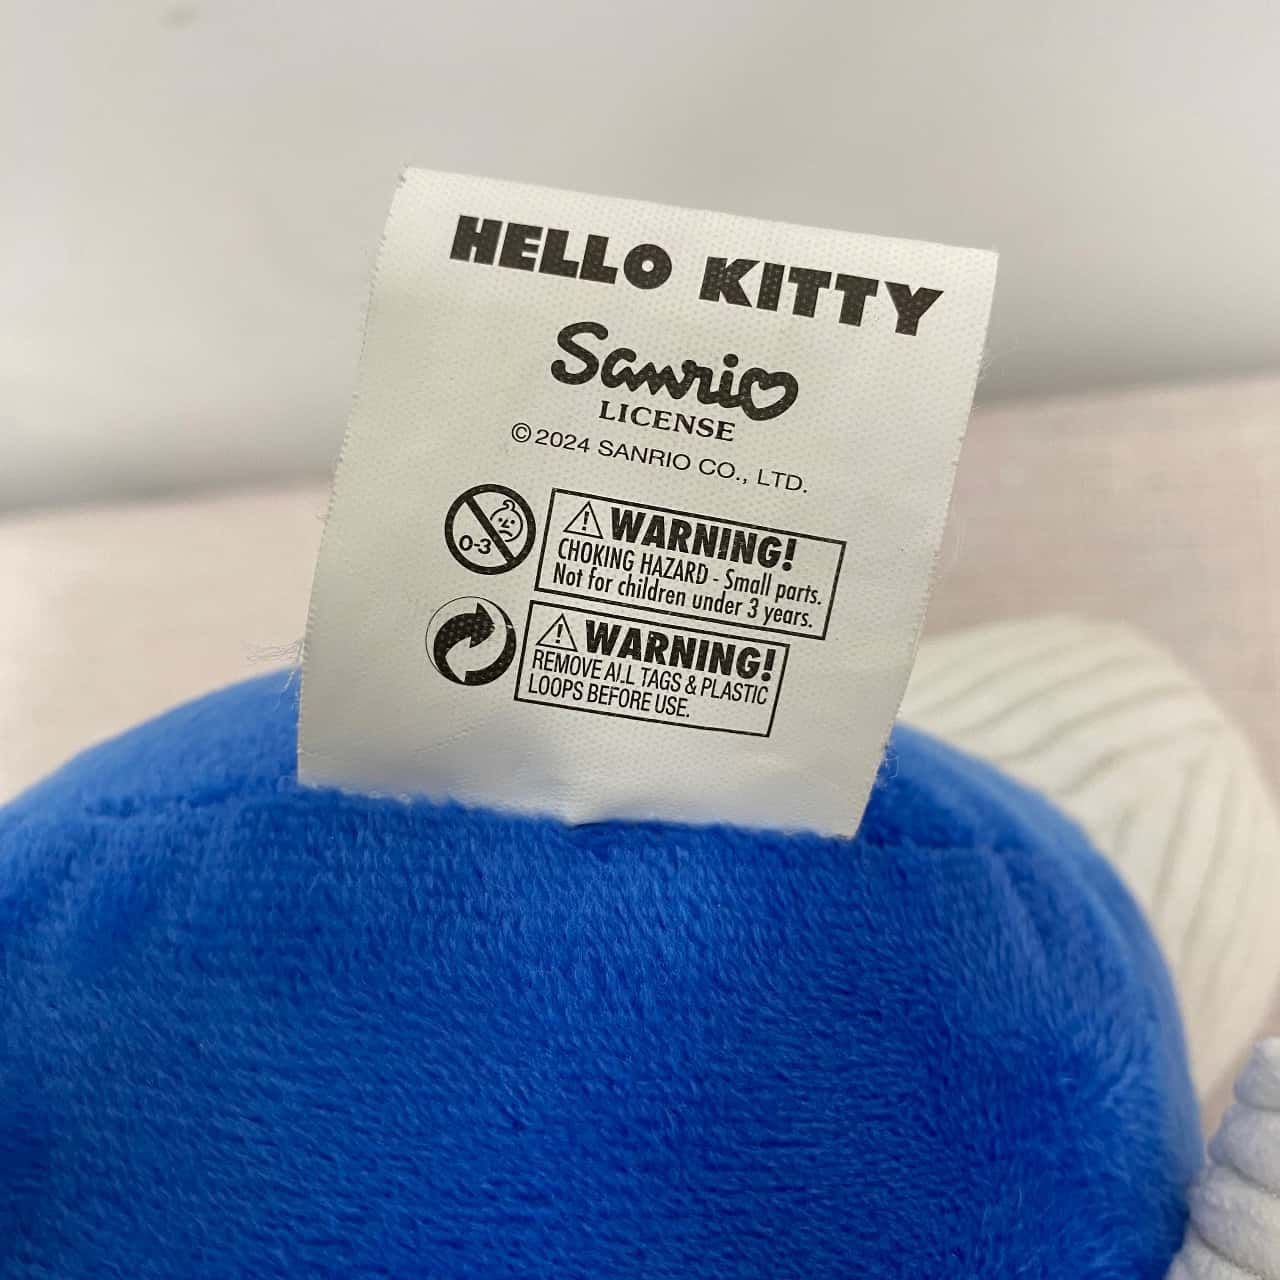 HELLO KITTY
Sanrio
LICENSE
©2024 SANRIO CO., LTD.
0-3
WARNING!
CHOKING HAZARD - Small parts.
Not for children under 3 years.
WARNING!
REMOVE ALL TAGS & PLASTIC
LOOPS BEFORE USE.